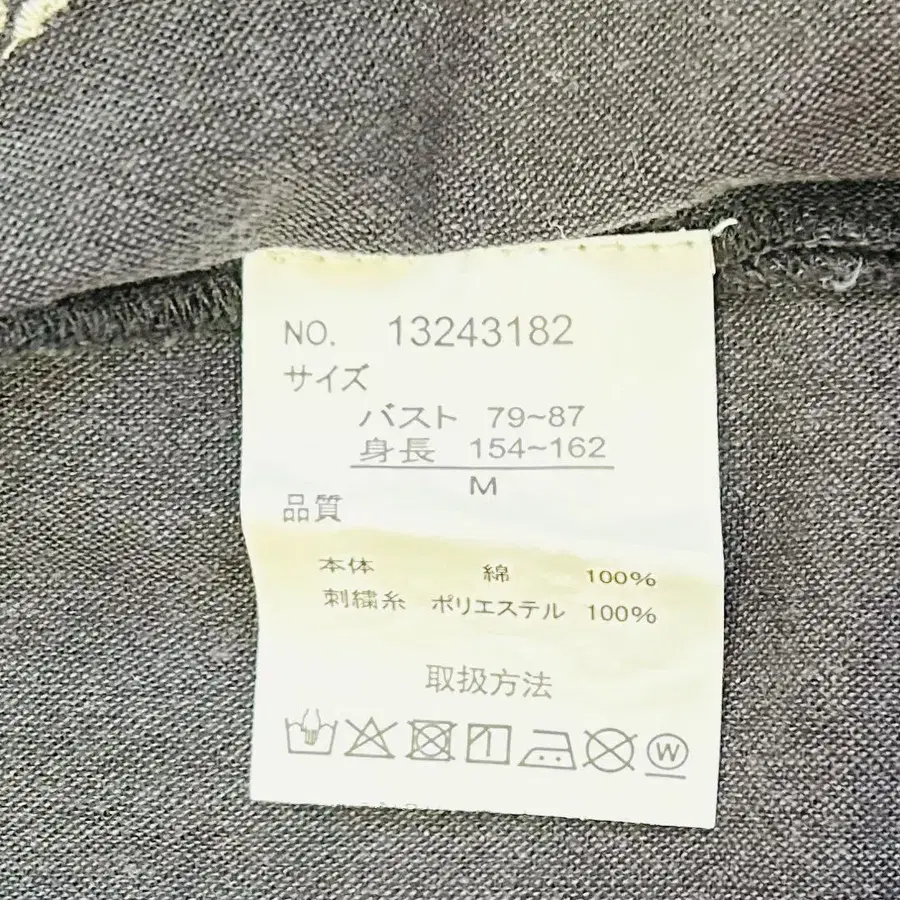 NO. 13243182
サイズ
バスト 79~87
身長 154~162
M
品質
本体 綿 100%
刺繍糸 ポリエステル 100%
取扱方法
W